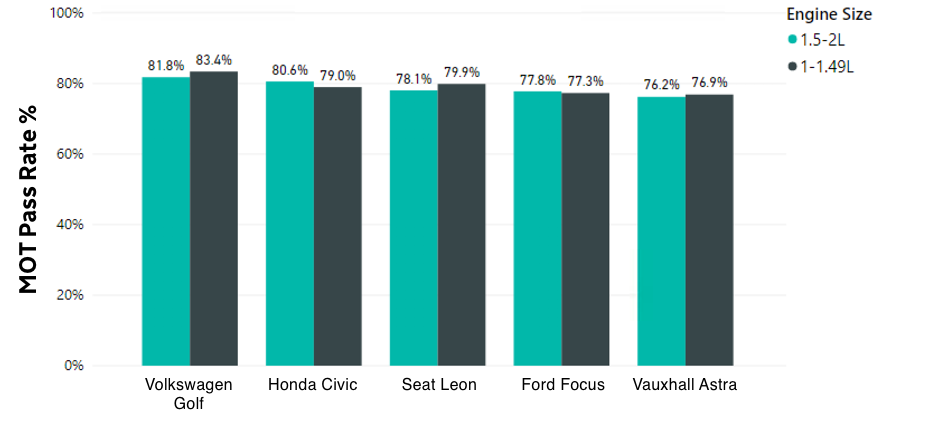 Engine Size
1.5-2L
1-1.49L
MOT Pass Rate %
100%
80%
60%
40%
20%
0%
81.8% 83.4% 80.6% 79.0% 78.1% 79.9% 77.8% 77.3% 76.2% 76.9%
Volkswagen
Golf
Honda Civic
Seat Leon
Ford Focus
Vauxhall Astra